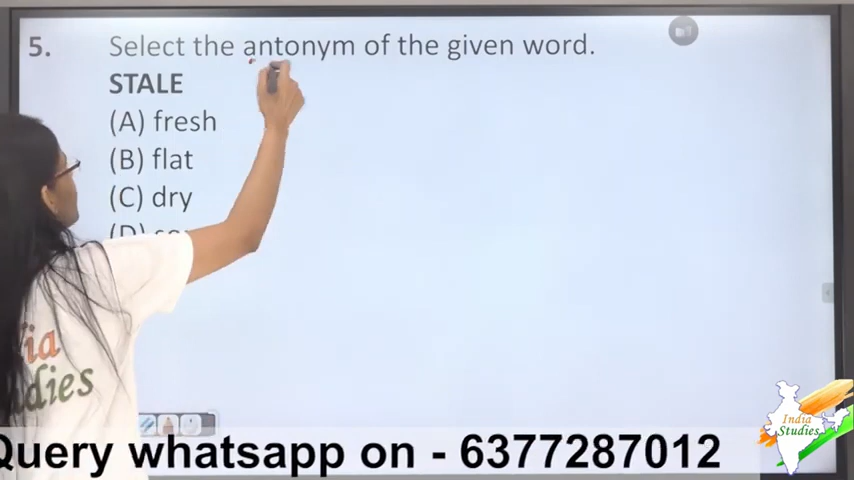 5. Select the antonym of the given word.
STALE
(A) fresh
(B) flat
(C) dry
(D)
ia
dies
Query whatsapp on - 6377287012
India
Studies